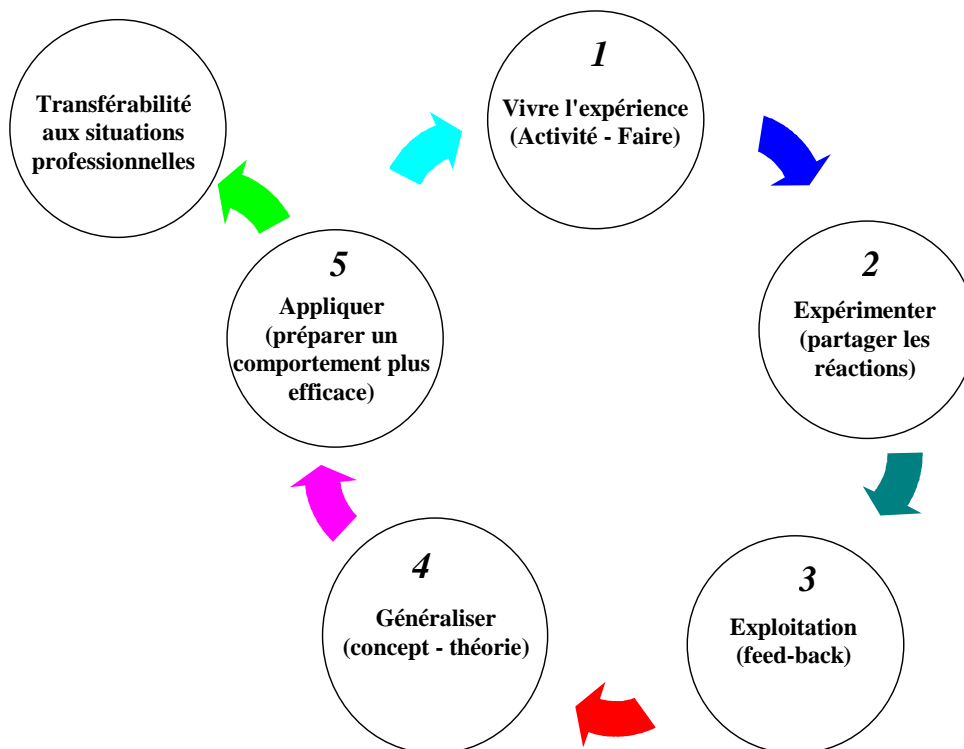 1
Vivre l'expérience
(Activité - Faire)
2
Expérimenter
(partager les
réactions)
3
Exploitation
(feed-back)
4
Généraliser
(concept - théorie)
5
Appliquer
(préparer un
comportement plus
efficace)
Transférabilité
aux situations
professionnelles